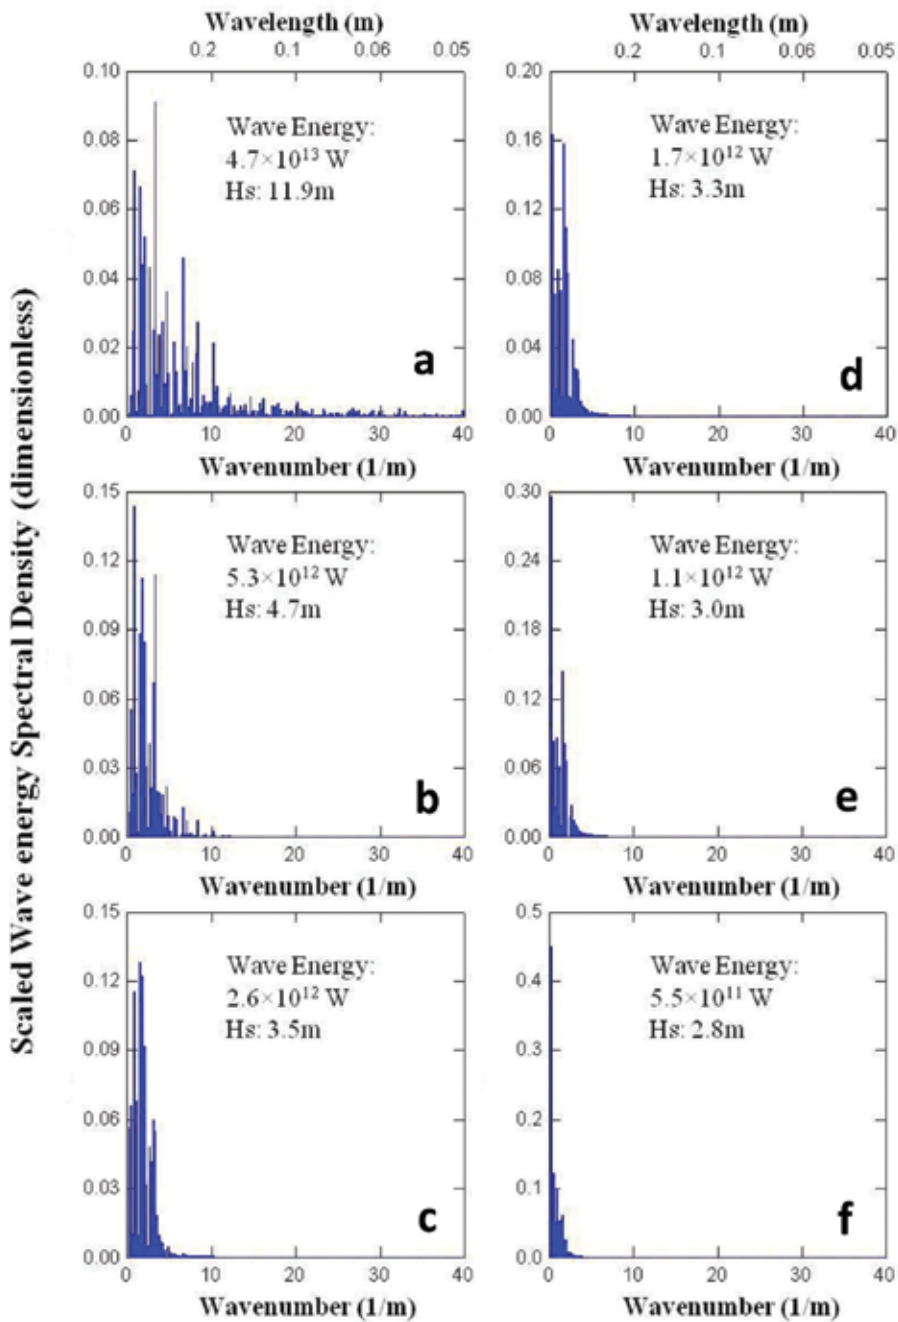 Wavelength (m)
0.2 0.1 0.06 0.05
Wavelength (m)
0.2 0.1 0.06 0.05
Scaled Wave energy Spectral Density (dimensionless)
0.10
0.08
0.06
0.04
0.02
0.00
Wave Energy:
4.7×10¹³ W
Hs: 11.9m
a
0 10 20 30 40
Wavenumber (1/m)
0.20
0.16
0.12
0.08
0.04
0.00
Wave Energy:
1.7×10¹² W
Hs: 3.3m
d
0 10 20 30 40
Wavenumber (1/m)
0.15
0.12
0.09
0.06
0.03
0.00
Wave Energy:
5.3×10¹² W
Hs: 4.7m
b
0 10 20 30 40
Wavenumber (1/m)
0.30
0.24
0.18
0.12
0.06
0.00
Wave Energy:
1.1×10¹² W
Hs: 3.0m
e
0 10 20 30 40
Wavenumber (1/m)
0.15
0.12
0.09
0.06
0.03
0.00
Wave Energy:
2.6×10¹² W
Hs: 3.5m
c
0 10 20 30 40
Wavenumber (1/m)
0.5
0.4
0.3
0.2
0.1
0.0
Wave Energy:
5.5×10¹¹ W
Hs: 2.8m
f
0 10 20 30 40
Wavenumber (1/m)